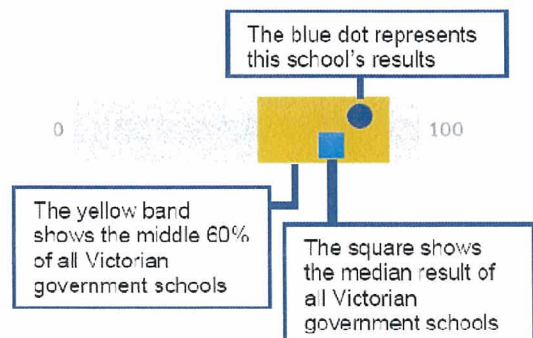 The blue dot represents
this school's results
0
100
The yellow band
shows the middle 60%
of all Victorian
government schools
The square shows
the median result of
all Victorian
government schools